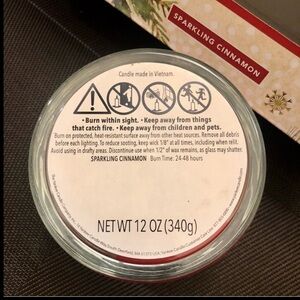 SPARKLING CINNAMON
Candle made in Vietnam.
• Burn within sight. • Keep away from things
that catch fire. • Keep away from children and pets.
Burn on protected, heat-resistant surface away from other heat sources. Remove all debris
before each lighting. To reduce sooting, keep wick 1/8" at all times, including when relit.
Avoid using in drafty areas. Discontinue use when 1/2" of wax remains, as glass may shatter.
SPARKLING CINNAMON Burn Time: 24-48 hours
NET WT 12 OZ (340g)